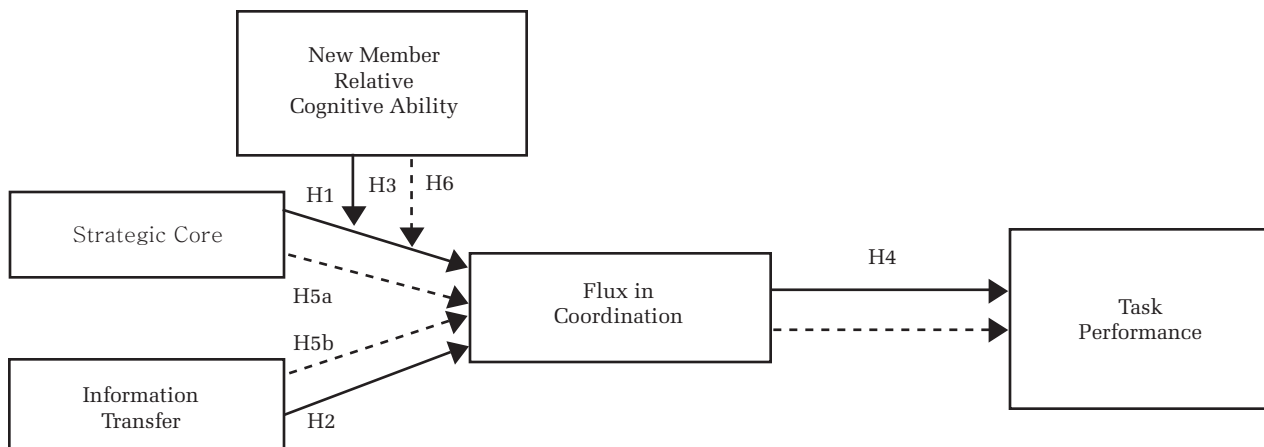 New Member
Relative
Cognitive Ability
H1
H3
H6
Strategic Core
H5a
H5b
Information
Transfer
H2
Flux in
Coordination
H4
Task
Performance